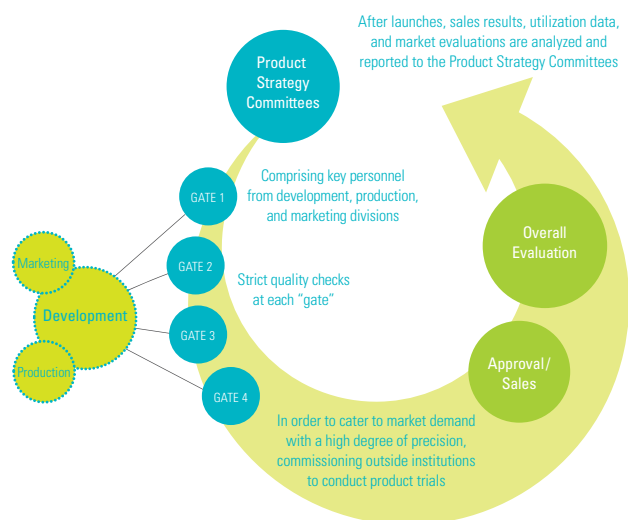 After launches, sales results, utilization data,
and market evaluations are analyzed and
reported to the Product Strategy Committees
Product
Strategy
Committees
GATE 1
Comprising key personnel
from development, production,
and marketing divisions
Overall
Evaluation
Marketing
GATE 2
Strict quality checks
at each “gate”
Development
GATE 3
Production
Approval/
Sales
GATE 4
In order to cater to market demand
with a high degree of precision,
commissioning outside institutions
to conduct product trials